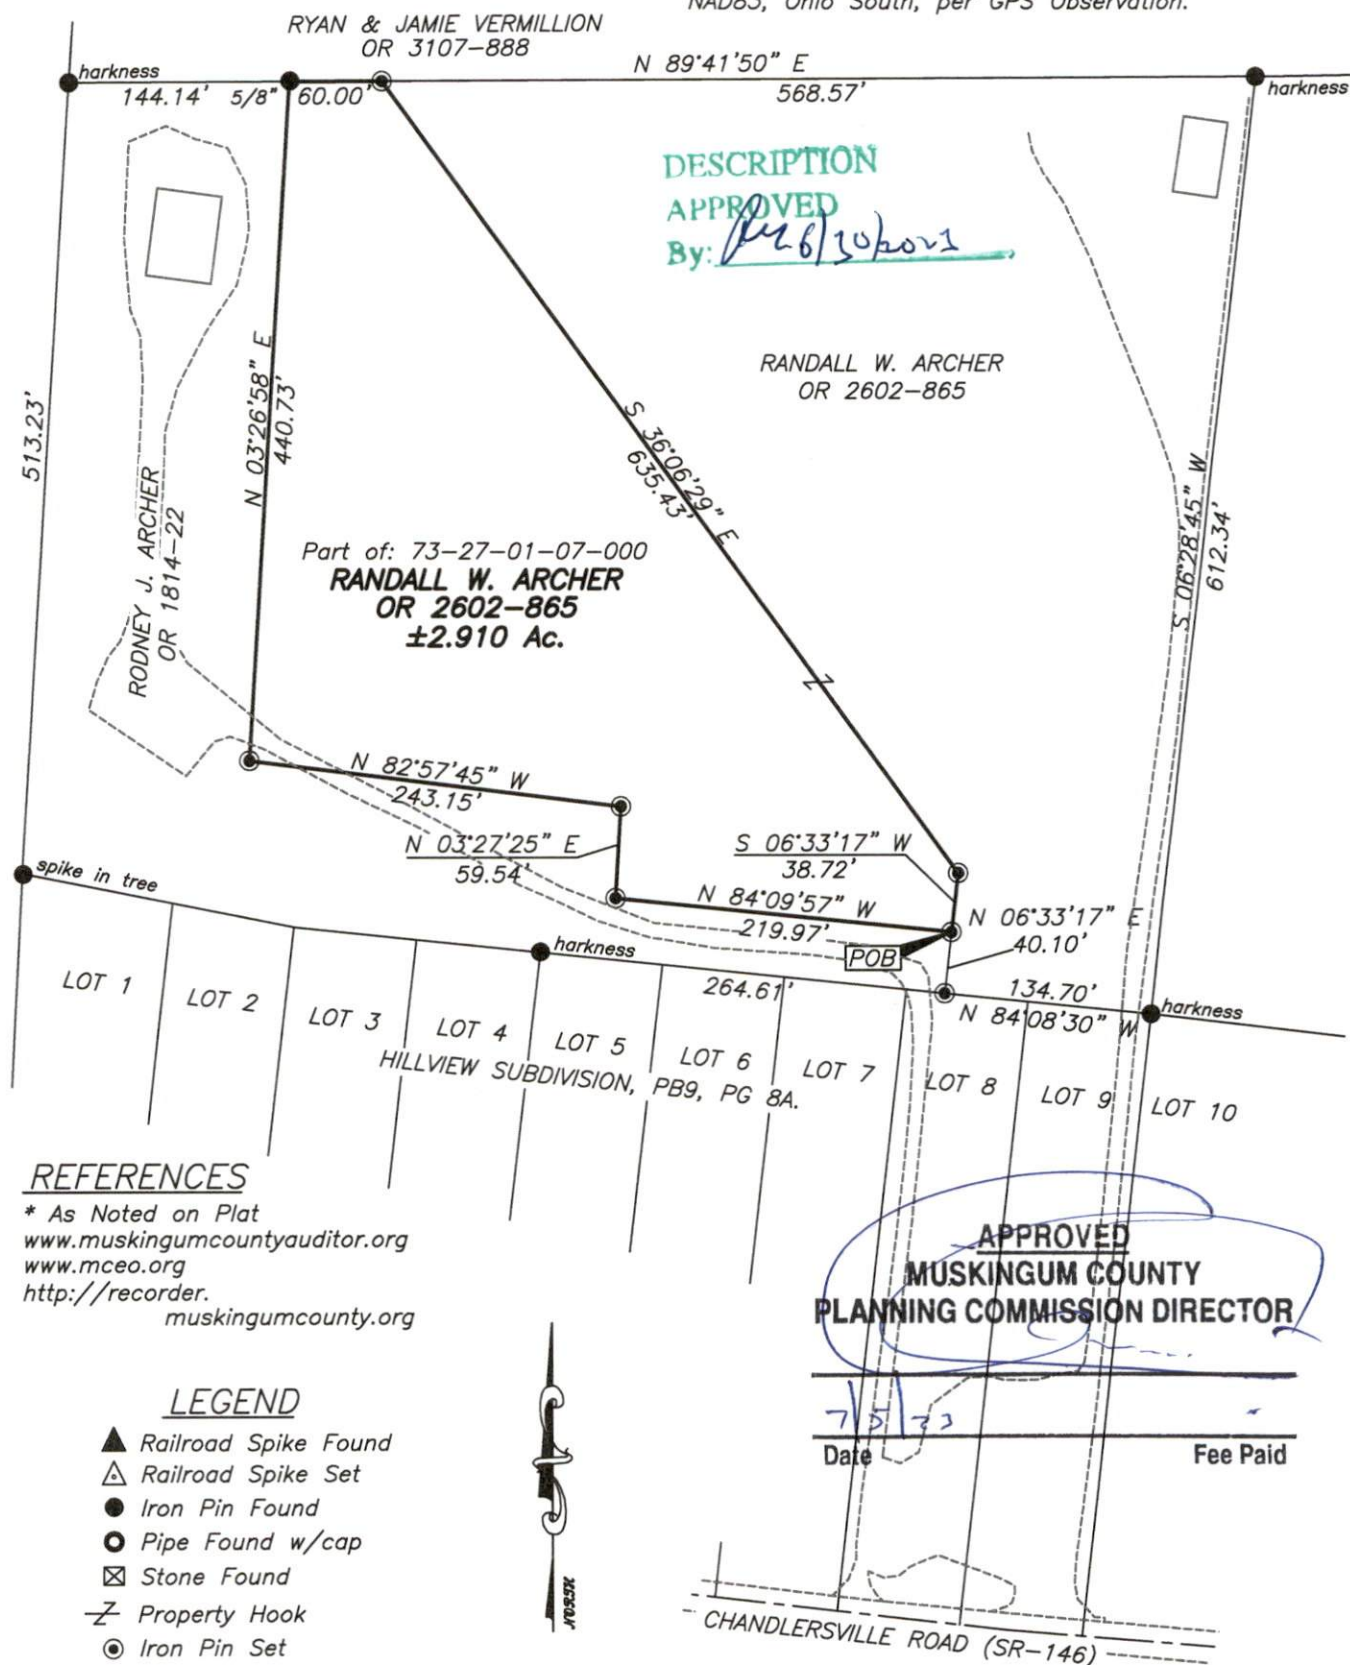 NAD83, Ohio South, per GPS Observation.
RYAN & JAMIE VERMILLION
OR 3107-888
harkness
144.14'
5/8"
60.00'
N 89°41'50" E
568.57'
harkness
DESCRIPTION
APPROVED
By: 6/30/2023
RANDALL W. ARCHER
OR 2602-865
513.23'
N 03°26'58" E
440.73'
S 36°06'29" E
635.43'
S 06°28'45" W
612.34'
RODNEY J. ARCHER
OR 1814-22
Part of: 73-27-01-07-000
RANDALL W. ARCHER
OR 2602-865
±2.910 Ac.
Z
N 82°57'45" W
243.15'
N 03°27'25" E
59.54'
S 06°33'17" W
38.72'
N 84°09'57" W
219.97'
N 06°33'17" E
40.10'
POB
spike in tree
harkness
264.61'
134.70'
N 84°08'30" W
harkness
LOT 1
LOT 2
LOT 3
LOT 4
LOT 5
LOT 6
LOT 7
LOT 8
LOT 9
LOT 10
HILLVIEW SUBDIVISION, PB9, PG 8A.
REFERENCES
* As Noted on Plat
www.muskingumcountyauditor.org
www.mceo.org
http://recorder.
muskingumcounty.org
APPROVED
MUSKINGUM COUNTY
PLANNING COMMISSION DIRECTOR
7/5/23
Date Fee Paid
LEGEND
Railroad Spike Found
Railroad Spike Set
Iron Pin Found
Pipe Found w/cap
Stone Found
Z Property Hook
Iron Pin Set
NORTH
CHANDLERSVILLE ROAD (SR-146)